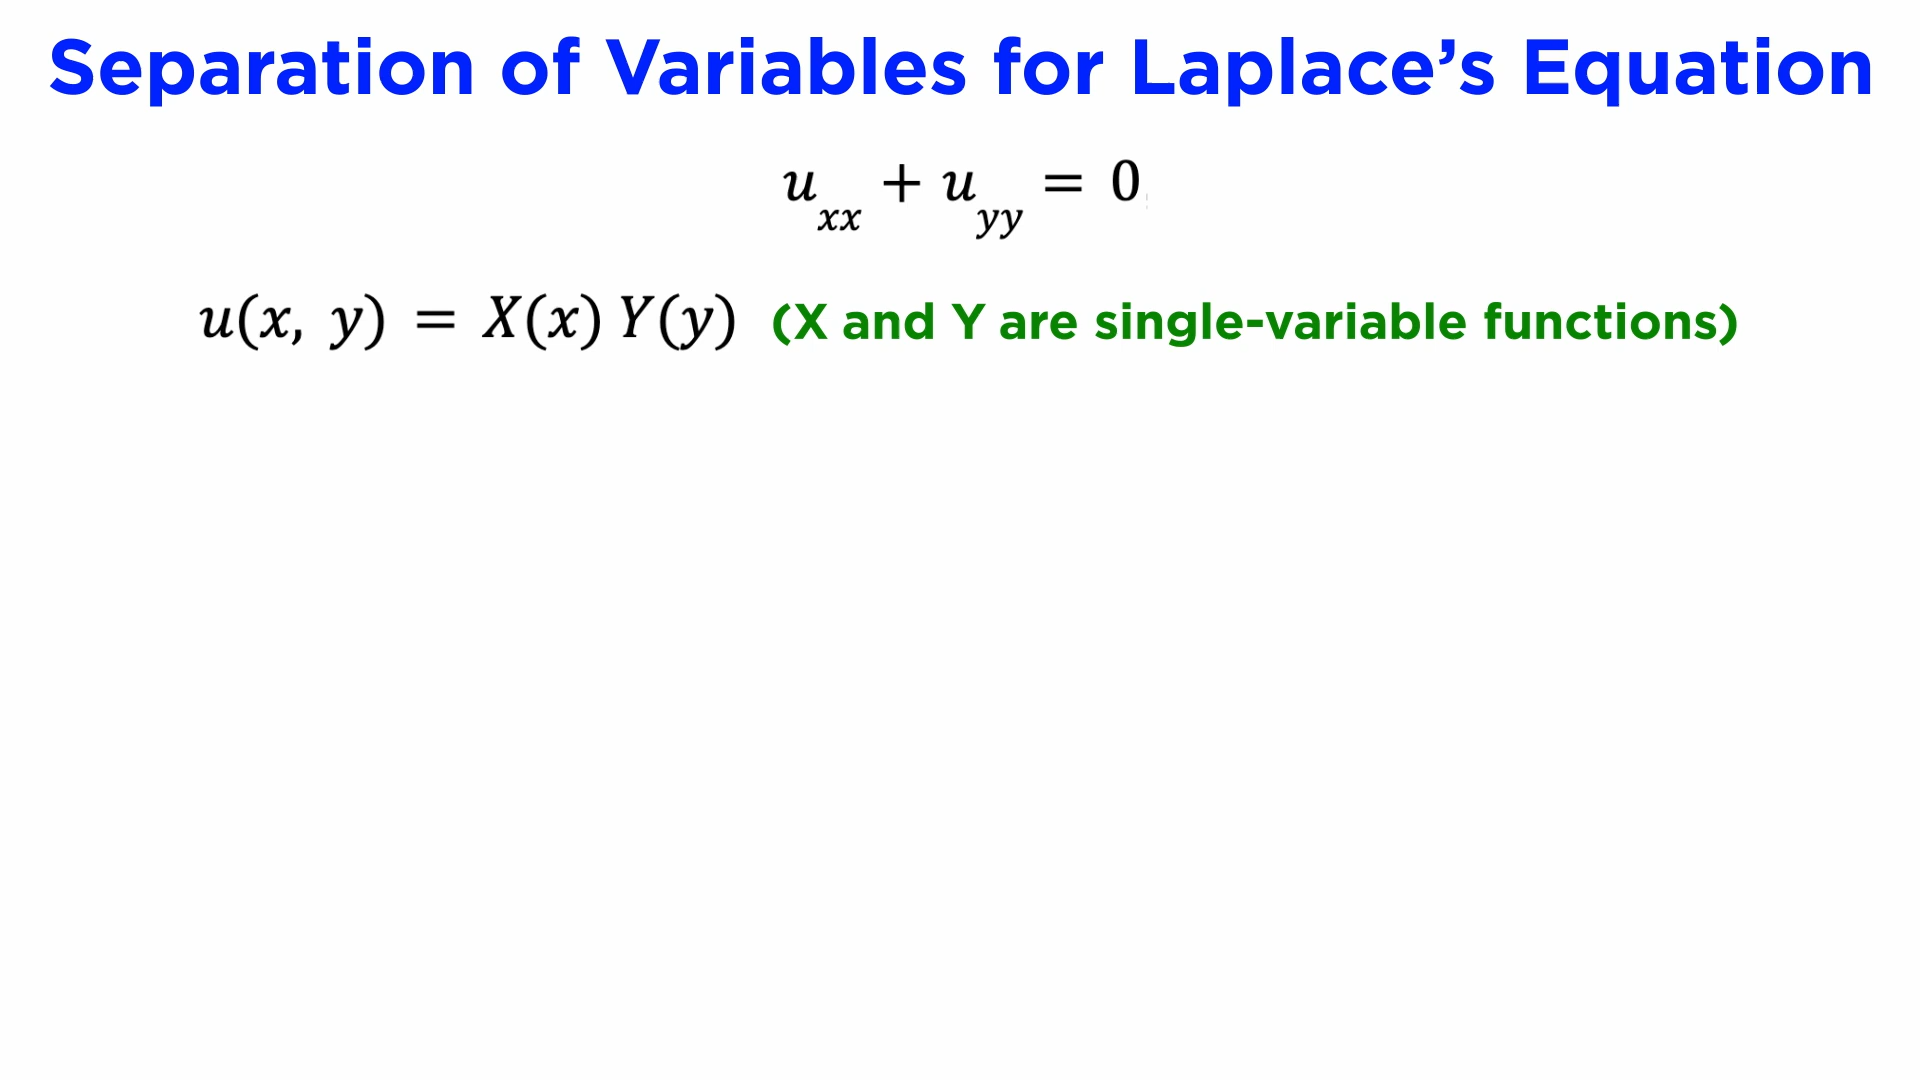 Separation of Variables for Laplace’s Equation
u_xx + u_yy = 0
u(x, y) = X(x) Y(y) (X and Y are single-variable functions)